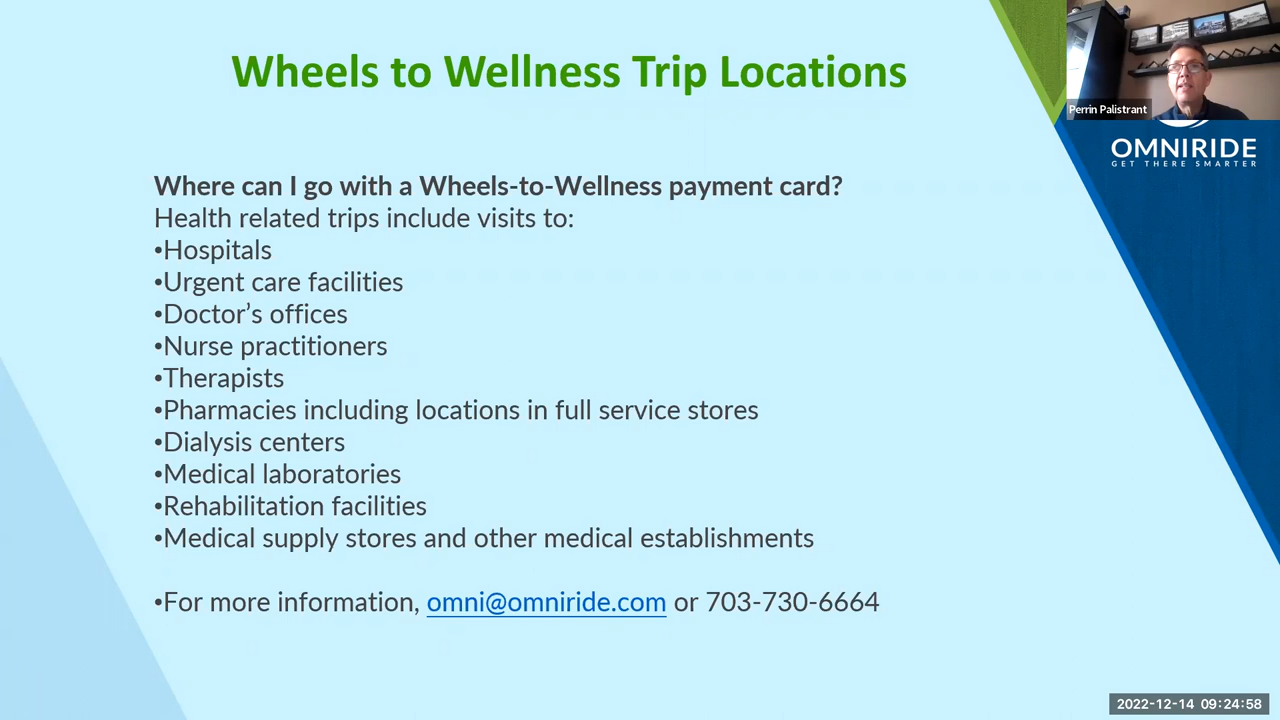 Wheels to Wellness Trip Locations
Perrin Palistrant
OMNIRIDE
GET THERE SMARTER
Where can I go with a Wheels-to-Wellness payment card?
Health related trips include visits to:
•Hospitals
•Urgent care facilities
•Doctor’s offices
•Nurse practitioners
•Therapists
•Pharmacies including locations in full service stores
•Dialysis centers
•Medical laboratories
•Rehabilitation facilities
•Medical supply stores and other medical establishments
•For more information, omni@omniride.com or 703-730-6664
2022-12-14 09:24:58